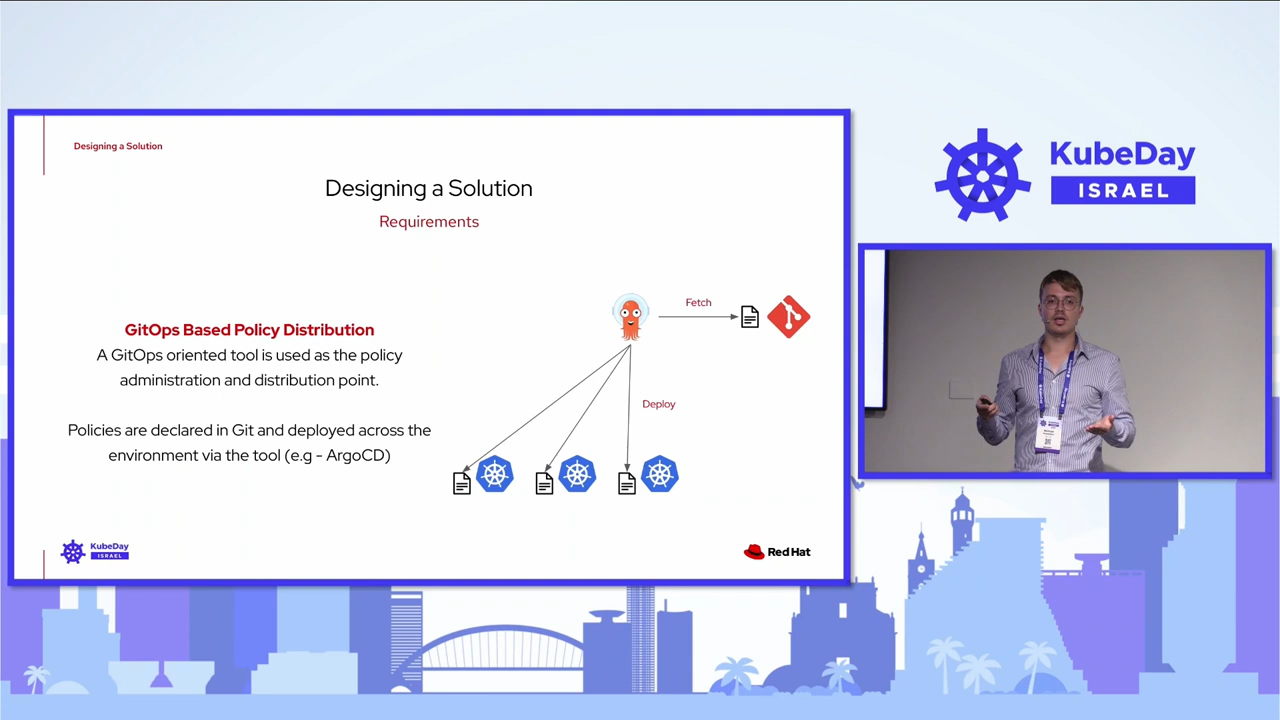 Designing a Solution
Designing a Solution
Requirements
GitOps Based Policy Distribution
A GitOps oriented tool is used as the policy
administration and distribution point.
Policies are declared in Git and deployed across the
environment via the tool (e.g - ArgoCD)
Fetch
Deploy
KubeDay
ISRAEL
Red Hat
KubeDay
ISRAEL